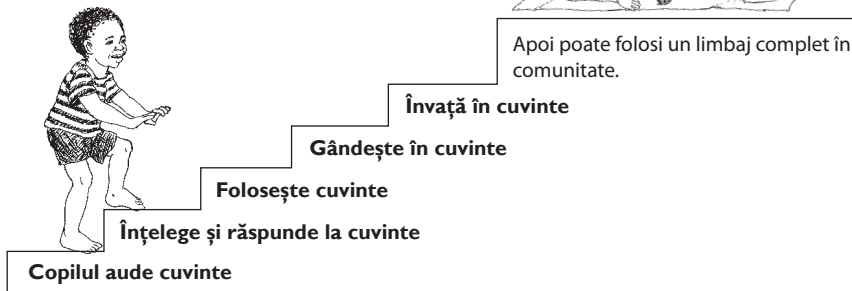 Apoi poate folosi un limbaj complet în
comunitate.
Învață în cuvinte
Gândește în cuvinte
Folosește cuvinte
Înțelege și răspunde la cuvinte
Copilul aude cuvinte